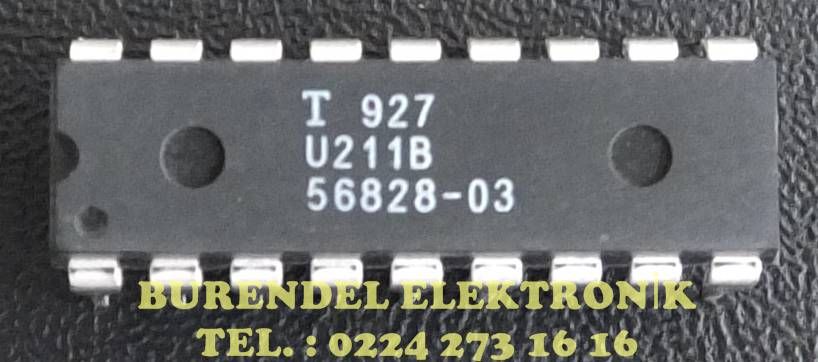 T 927
U211B
56828-03
BURENDEL ELEKTRONİK
TEL. : 0224 273 16 16